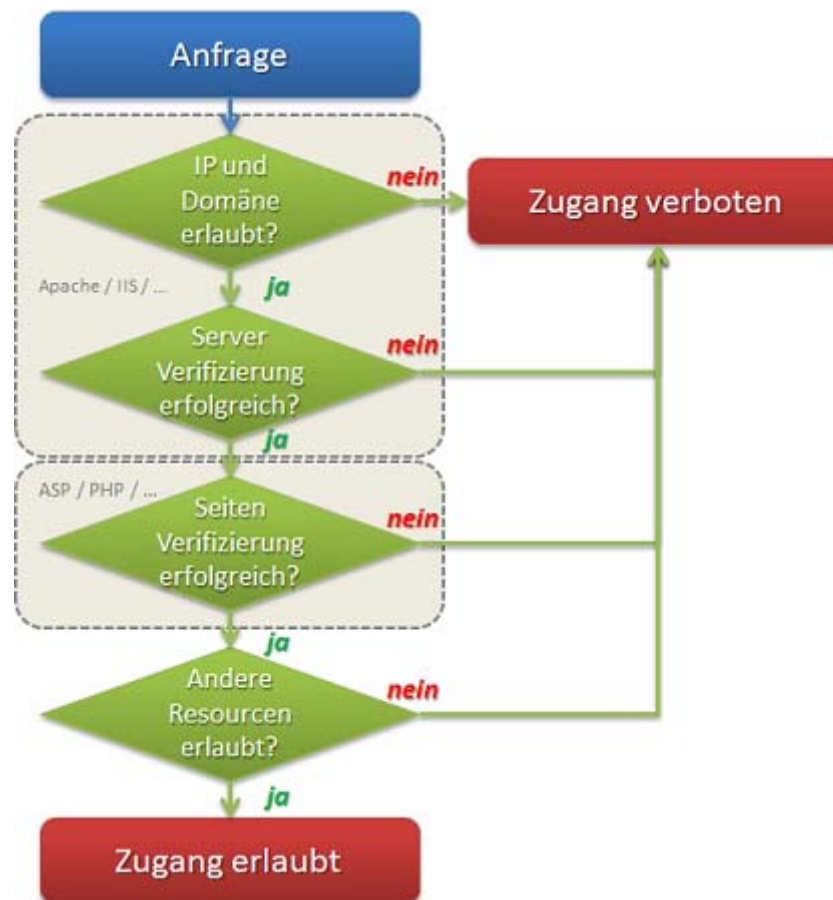 Anfrage
IP und
Domäne
erlaubt?
nein
Zugang verboten
ja
Apache / IIS / ...
Server
Verifizierung
erfolgreich?
nein
ja
ASP / PHP / ...
Seiten
Verifizierung
erfolgreich?
nein
ja
Andere
Resourcen
erlaubt?
nein
ja
Zugang erlaubt